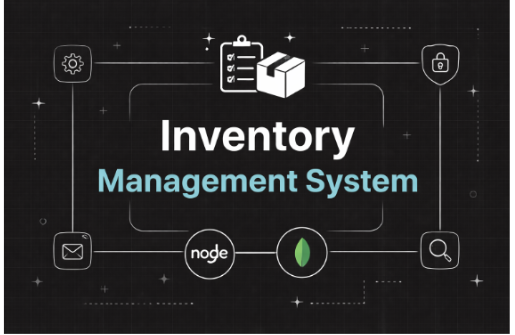 Inventory
Management System
node